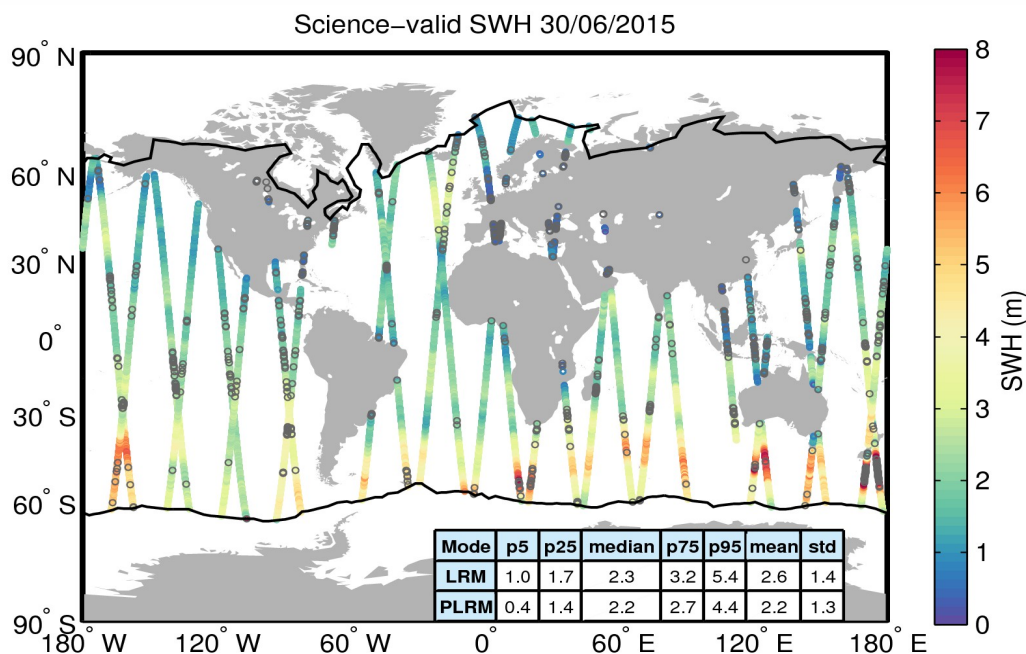 Science−valid SWH 30/06/2015
90° N
60° N
30° N
0°
30° S
60° S
90° S
180° W
120° W
60° W
0°
60° E
120° E
180° E
8
7
6
5
4
3
2
1
0
SWH (m)
Mode p5 p25 median p75 p95 mean std
LRM 1.0 1.7 2.3 3.2 5.4 2.6 1.4
PLRM 0.4 1.4 2.2 2.7 4.4 2.2 1.3